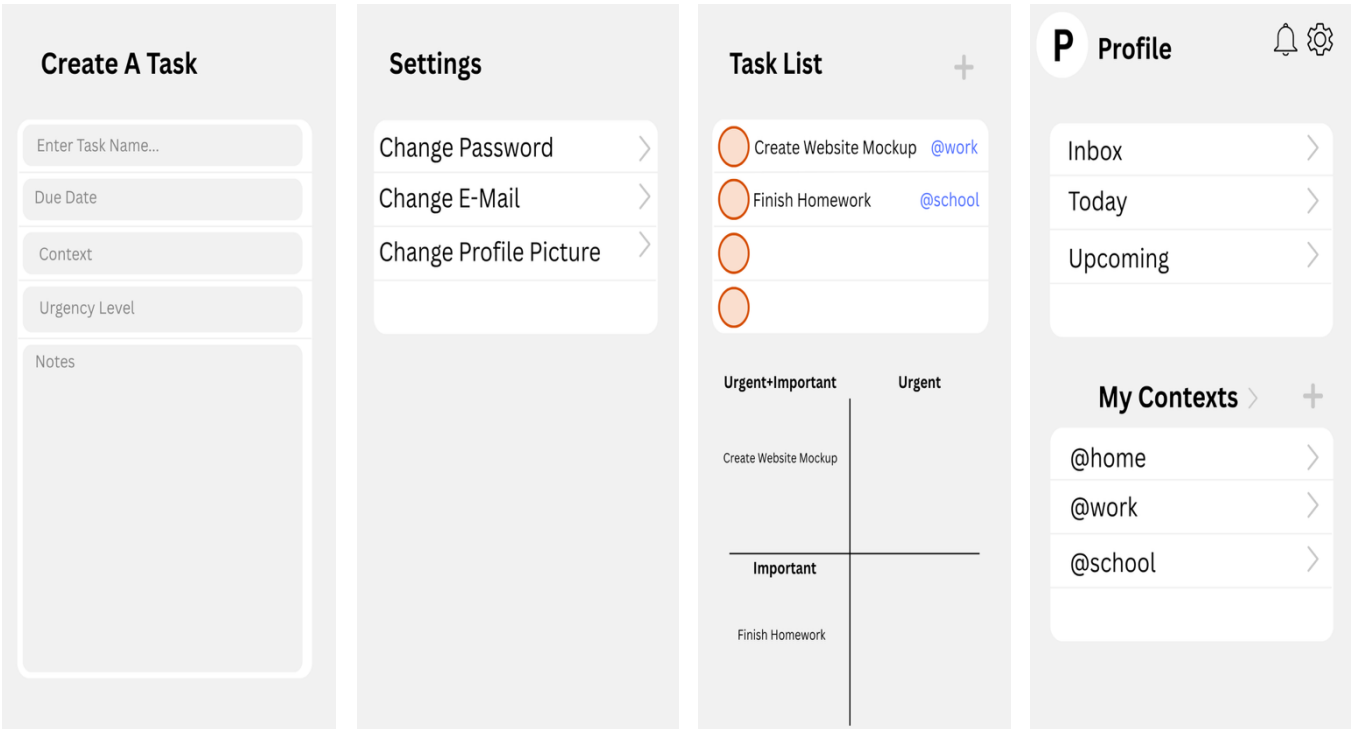 Create A Task
Enter Task Name...
Due Date
Context
Urgency Level
Notes
Settings
Change Password
Change E-Mail
Change Profile Picture
Task List +
Create Website Mockup @work
Finish Homework @school
Urgent+Important Urgent
Create Website Mockup
Important
Finish Homework
P Profile
Inbox
Today
Upcoming
My Contexts > +
@home
@work
@school